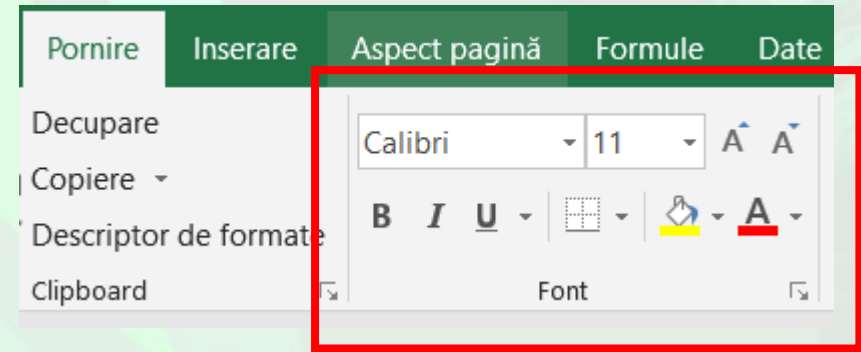 Pornire Inserare Aspect pagină Formule Date
Decupare
Copiere
Descriptor de formate
Clipboard
Calibri 11 A A
B I U A
Font